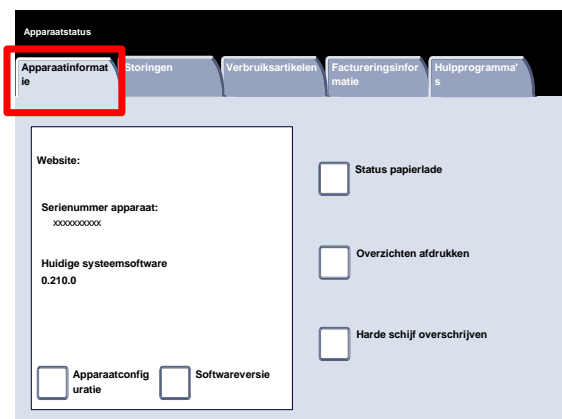 Apparaatstatus
Apparaatinformat
ie
Storingen
Verbruiksartikelen
Factureringsinfor
matie
Hulpprogramma'
s
Website:
Serienummer apparaat:
xxxxxxxxxx
Huidige systeemsoftware
0.210.0
Apparaatconfig
uratie
Softwareversie
Status papierlade
Overzichten afdrukken
Harde schijf overschrijven